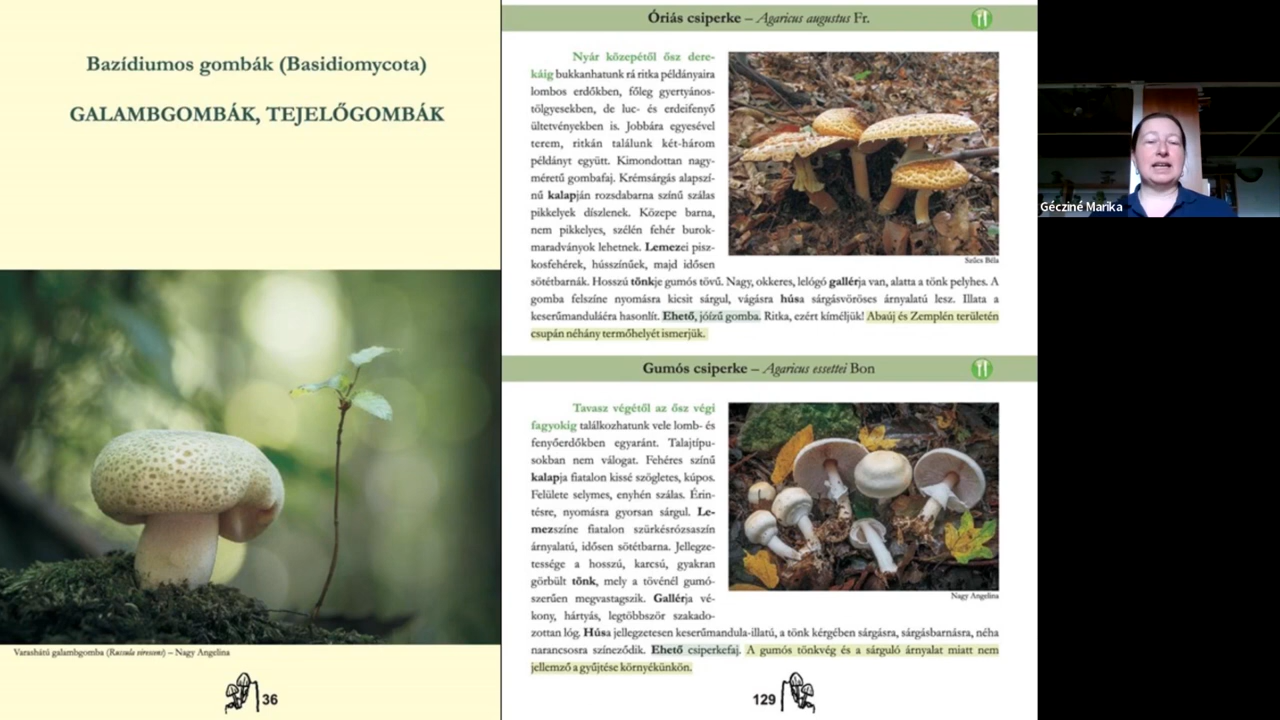 Bazídiumos gombák (Basidiomycota)
GALAMBGOMBÁK, TEJELŐGOMBÁK
Varashátú galambgomba (Russula virescens) – Nagy Angelina
36
Óriás csiperke – Agaricus augustus Fr.
Nyár közepétől ősz dere-
káig bukkanhatunk rá ritka példányaira
lombos erdőkben, főleg gyertyános-
tölgyesekben, de luc- és erdeifenyő
ültetvényekben is. Jobbára egyesével
terem, ritkán találunk két-három
példányt együtt. Kimondottan nagy-
méretű gombafaj. Krémsárgás alapszí-
nű kalapján rozsdabarna színű szálas
pikkelyek díszlenek. Közepe barna,
nem pikkelyes, szélén fehér burok-
maradványok lehetnek. Lemezei pisz-
kosfehérek, hússzínűek, majd idősen
sötétbarnák. Hosszú tönkje gumós tövű. Nagy, okkeres, lelógó gallérja van, alatta a tönk pelyhes. A
gomba felszíne nyomásra kicsit sárgul, vágásra húsa sárgásvöröses árnyalatú lesz. Illata a
keserűmanduláéra hasonlít. Ehető, jóízű gomba. Ritka, ezért kíméljük! Abaúj és Zemplén területén
csupán néhány termőhelyét ismerjük.
Szűcs Béla
Gumós csiperke – Agaricus essettei Bon
Tavasz végétől az ősz végi
fagyokig találkozhatunk vele lomb- és
fenyőerdőkben egyaránt. Talajtípu-
sokban nem válogat. Fehéres színű
kalapja fiatalon kissé szögletes, kúpos.
Felülete selymes, enyhén szálas. Érin-
tésre, nyomásra gyorsan sárgul. Le-
mezszíne fiatalon szürkésrózsaszín
árnyalatú, idősen sötétbarna. Jellegze-
tessége a hosszú, karcsú, gyakran
görbült tönk, mely a tövénél gumó-
szerűen megvastagszik. Gallérja vé-
kony, hártyás, legtöbbször szakado-
zottan lóg. Húsa jellegzetesen keserűmandula-illatú, a tönk kérgében sárgásra, sárgásbarnásra, néha
narancsosra színeződik. Ehető csiperkefaj. A gumós tönkvég és a sárguló árnyalat miatt nem
jellemző a gyűjtése környékünkön.
Nagy Angelina
129
Gécziné Marika